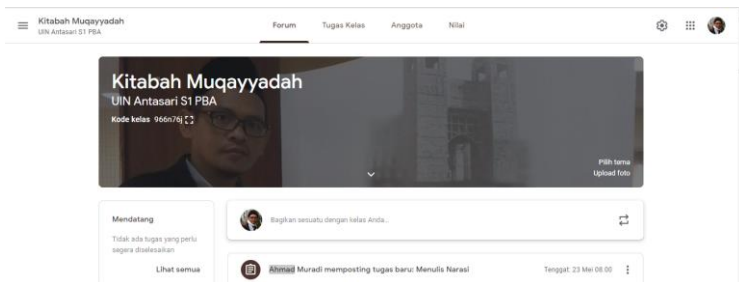 Kitabah Muqayyadah
UIN Antasari S1 PBA
Forum Tugas Kelas Anggota Nilai
Kitabah Muqayyadah
UIN Antasari S1 PBA
Kode kelas 966n76j
Pilih tema
Upload foto
Mendatang
Tidak ada tugas yang perlu
segera diselesaikan
Lihat semua
Bagikan sesuatu dengan kelas Anda...
Ahmad Muradi memposting tugas baru: Menulis Narasi
Tenggat: 23 Mei 08.00